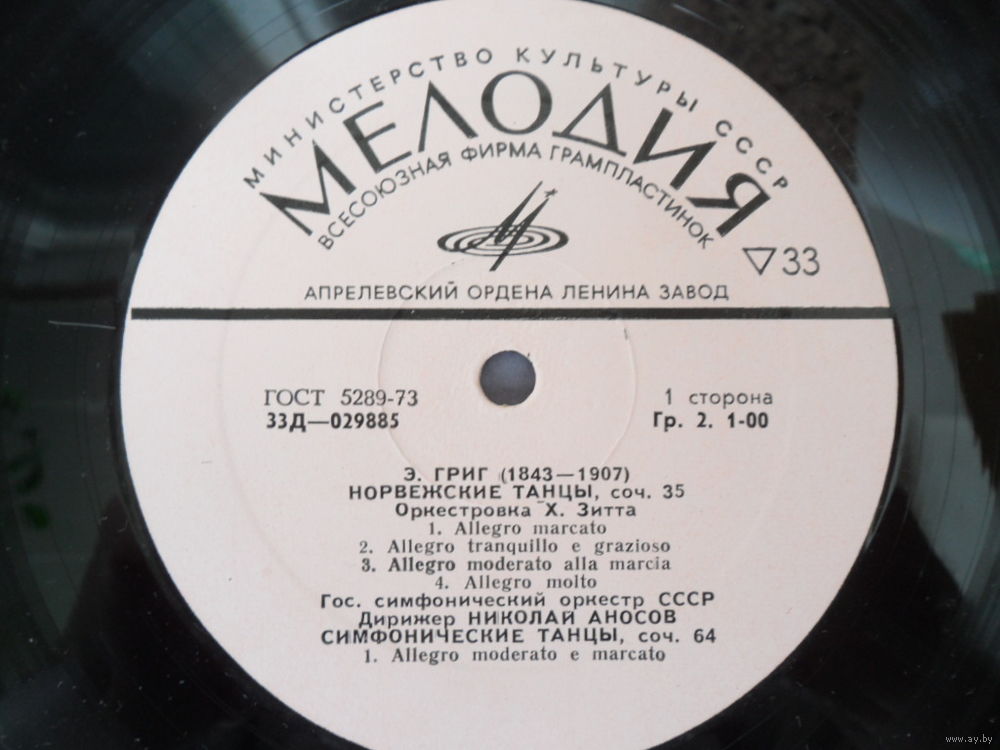 МИНИСТЕРСТВО КУЛЬТУРЫ СССР
МЕЛОДИЯ
ВСЕСОЮЗНАЯ ФИРМА ГРАМПЛАСТИНОК
33
АПРЕЛЕВСКИЙ ОРДЕНА ЛЕНИНА ЗАВОД
ГОСТ 5289-73
33Д—029885
1 сторона
Гр. 2. 1-00
Э. ГРИГ (1843—1907)
НОРВЕЖСКИЕ ТАНЦЫ, соч. 35
Оркестровка Х. Зитта
1. Allegro marcato
2. Allegro tranquillo e grazioso
3. Allegro moderato alla marcia
4. Allegro molto
Гос. симфонический оркестр СССР
Дирижер НИКОЛАЙ АНОСОВ
СИМФОНИЧЕСКИЕ ТАНЦЫ, соч. 64
1. Allegro moderato e marcato
www.ay.by